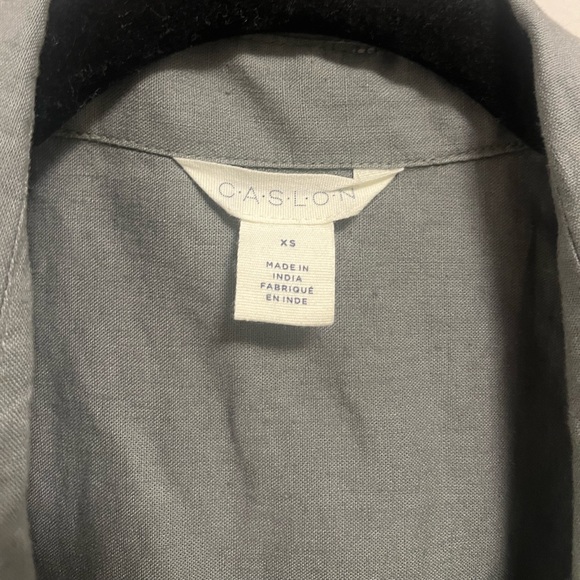 C·A·S·L·O·N
XS
MADE IN
INDIA
FABRIQUÉ
EN INDE